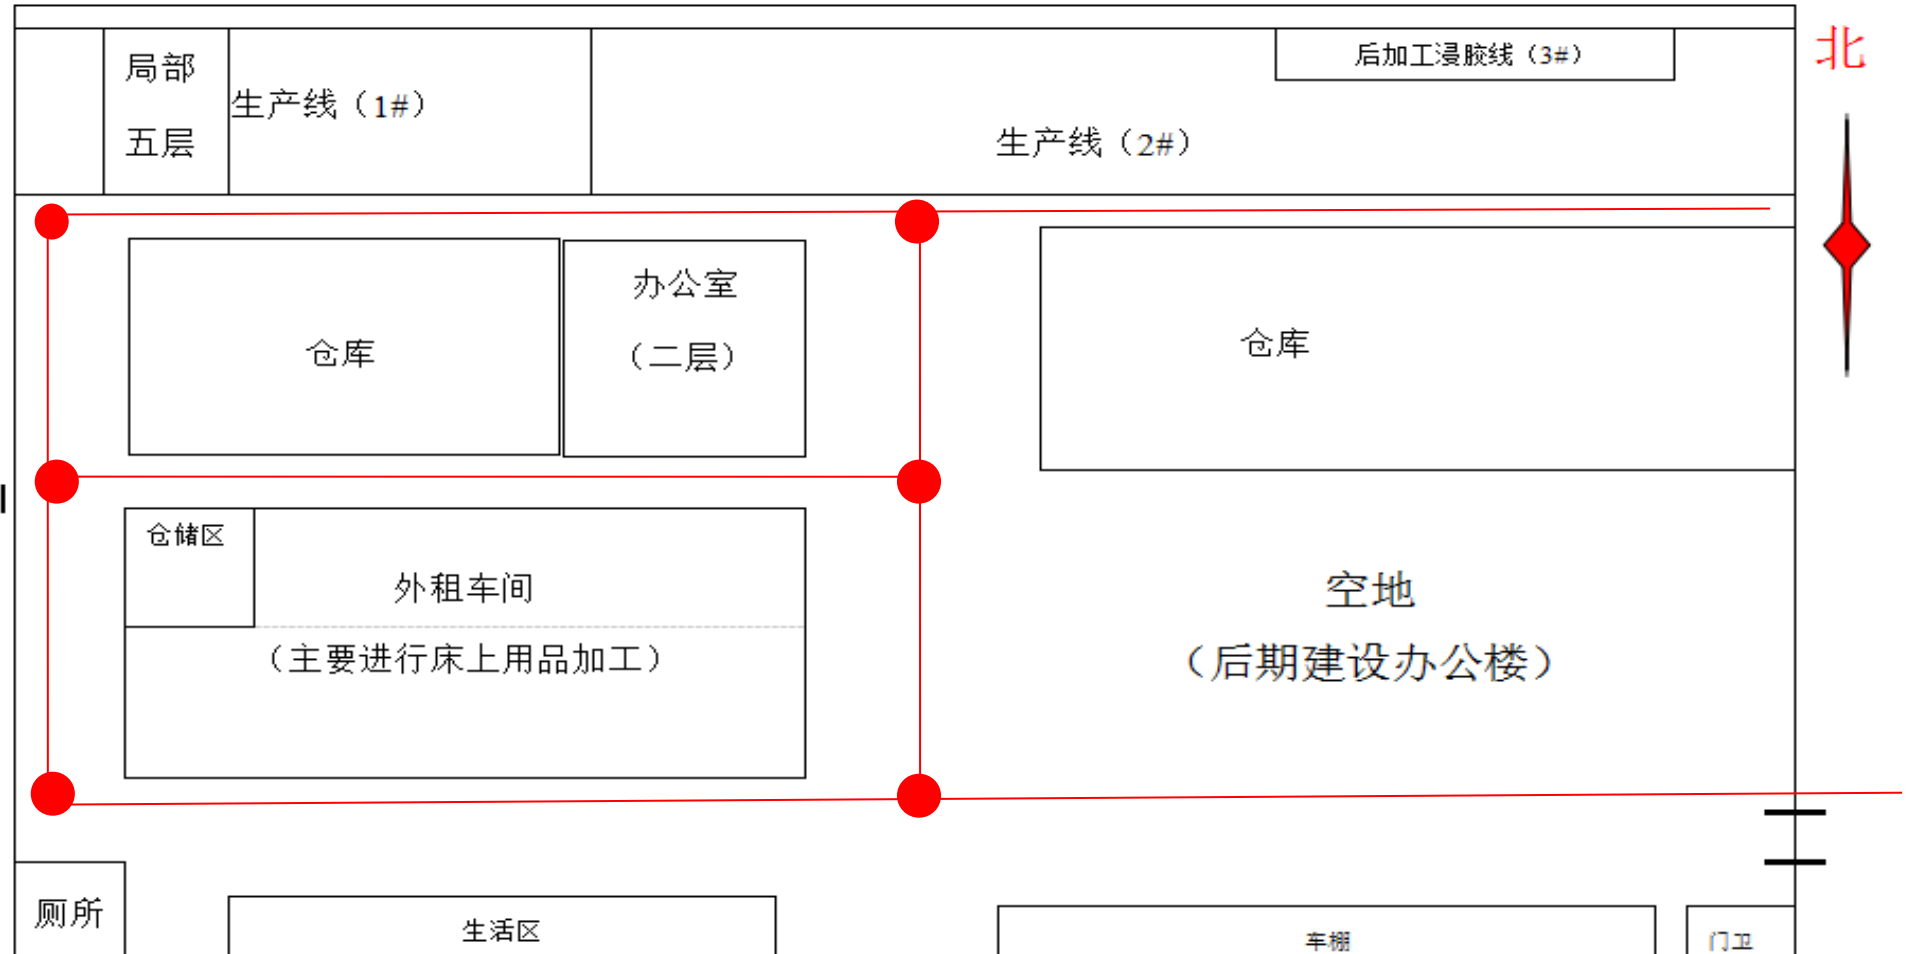 北
后加工浸胶线（3#）
局部
五层
生产线（1#）
生产线（2#）
仓库
办公室
（二层）
仓库
仓储区
外租车间
（主要进行床上用品加工）
空地
（后期建设办公楼）
厕所
生活区
车棚
门卫